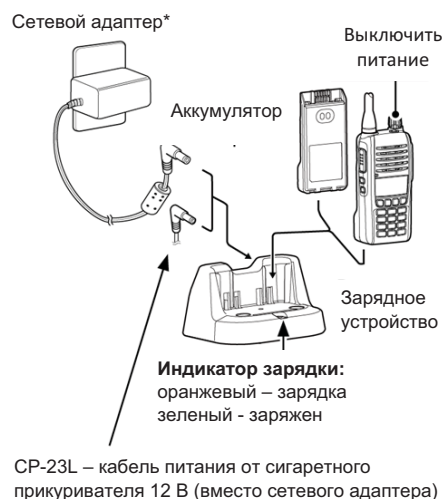 Сетевой адаптер*
Выключить
питание
Аккумулятор
Зарядное
устройство
Индикатор зарядки:
оранжевый – зарядка
зеленый - заряжен
CP-23L – кабель питания от сигаретного
прикуривателя 12 В (вместо сетевого адаптера)